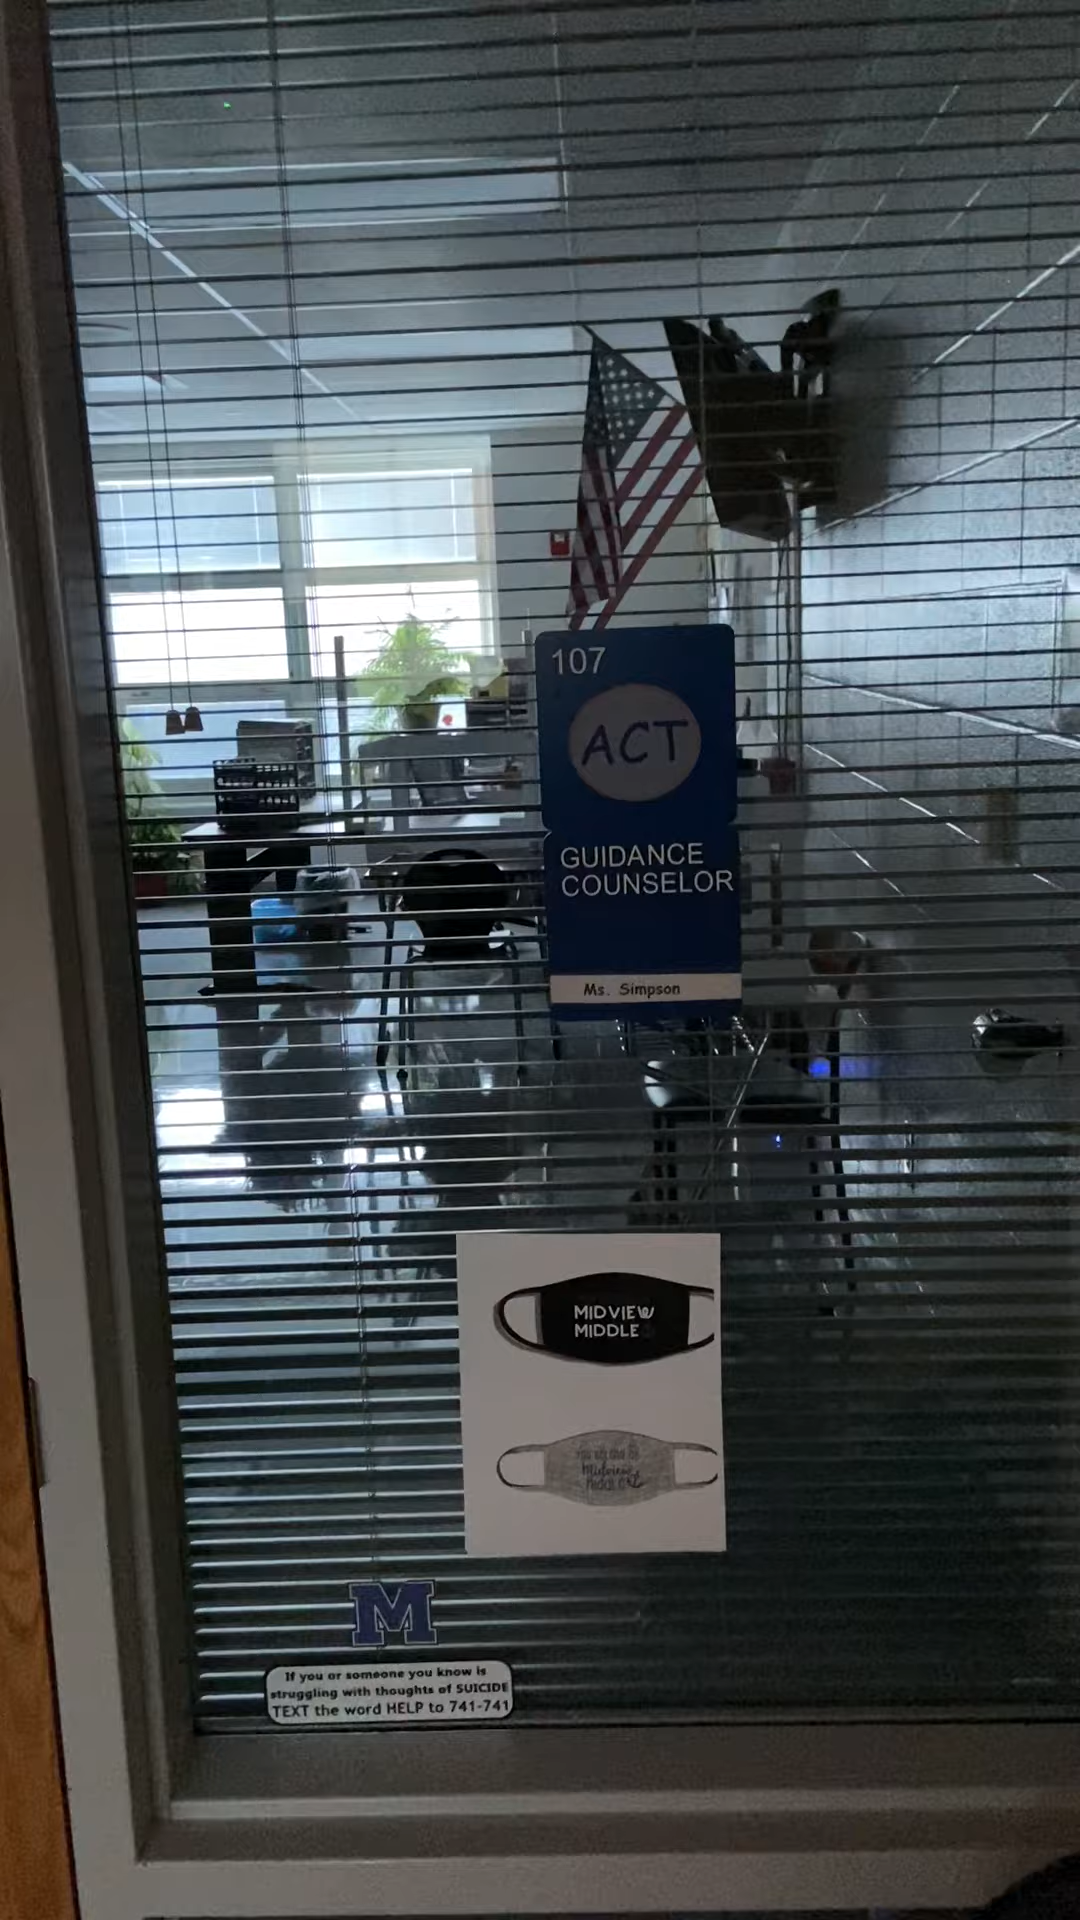 107
ACT
GUIDANCE
COUNSELOR
Ms. Simpson
MIDVIEW
MIDDLE
Midview
M
If you or someone you know is
struggling with thoughts of SUICIDE
TEXT the word HELP to 741-741